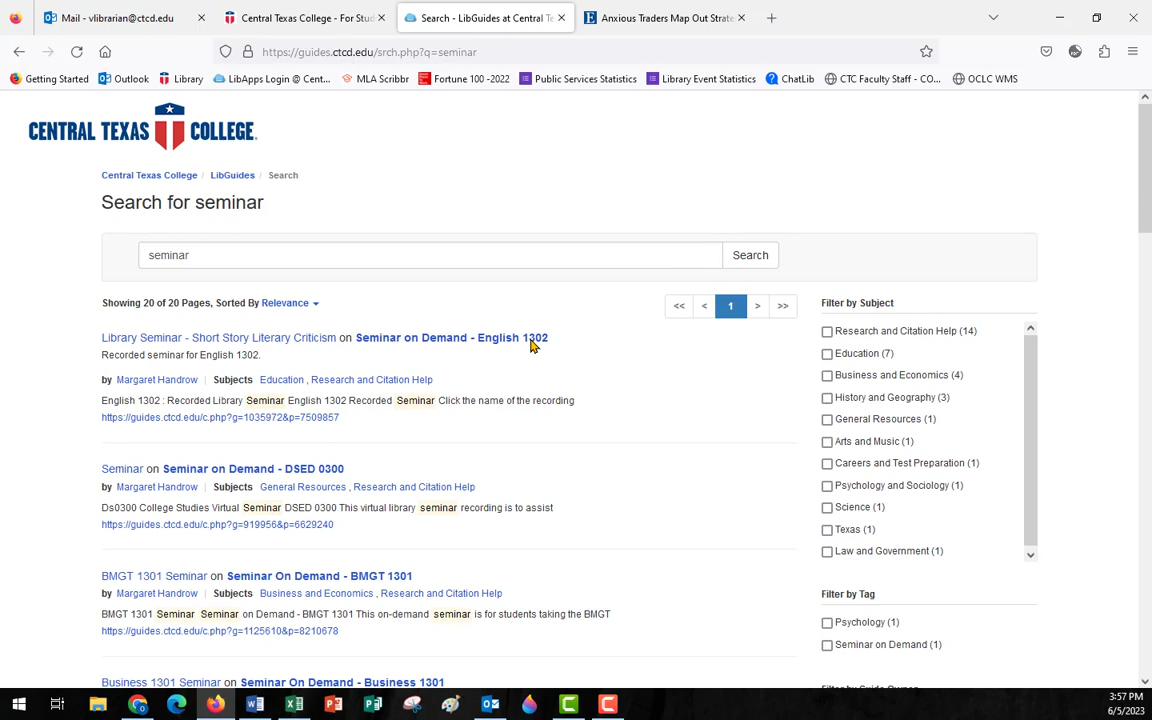 Mail - vlibrarian@ctcd.edu
Central Texas College - For Stud
Search - LibGuides at Central Te
Anxious Traders Map Out Strate
https://guides.ctcd.edu/srch.php?q=seminar
Getting Started
Outlook
Library
LibApps Login @ Cent...
MLA Scribbr
Fortune 100 -2022
Public Services Statistics
Library Event Statistics
ChatLib
CTC Faculty Staff - CO...
OCLC WMS
CENTRAL TEXAS COLLEGE
Central Texas College / LibGuides / Search
Search for seminar
seminar
Search
Showing 20 of 20 Pages, Sorted By Relevance
<< < 1 > >>
Library Seminar - Short Story Literary Criticism on Seminar on Demand - English 1302
Recorded seminar for English 1302.
by Margaret Handrow | Subjects Education , Research and Citation Help
English 1302 : Recorded Library Seminar English 1302 Recorded Seminar Click the name of the recording
https://guides.ctcd.edu/c.php?g=1035972&p=7509857
Seminar on Seminar on Demand - DSED 0300
by Margaret Handrow | Subjects General Resources , Research and Citation Help
Ds0300 College Studies Virtual Seminar DSED 0300 This virtual library seminar recording is to assist
https://guides.ctcd.edu/c.php?g=919956&p=6629240
BMGT 1301 Seminar on Seminar On Demand - BMGT 1301
by Margaret Handrow | Subjects Business and Economics , Research and Citation Help
BMGT 1301 Seminar Seminar on Demand - BMGT 1301 This on-demand seminar is for students taking the BMGT
https://guides.ctcd.edu/c.php?g=1125610&p=8210678
Business 1301 Seminar on Seminar On Demand - Business 1301
Filter by Subject
Research and Citation Help (14)
Education (7)
Business and Economics (4)
History and Geography (3)
General Resources (1)
Arts and Music (1)
Careers and Test Preparation (1)
Psychology and Sociology (1)
Science (1)
Texas (1)
Law and Government (1)
Filter by Tag
Psychology (1)
Seminar on Demand (1)
Filter by Guide Owner
3:57 PM
6/5/2023